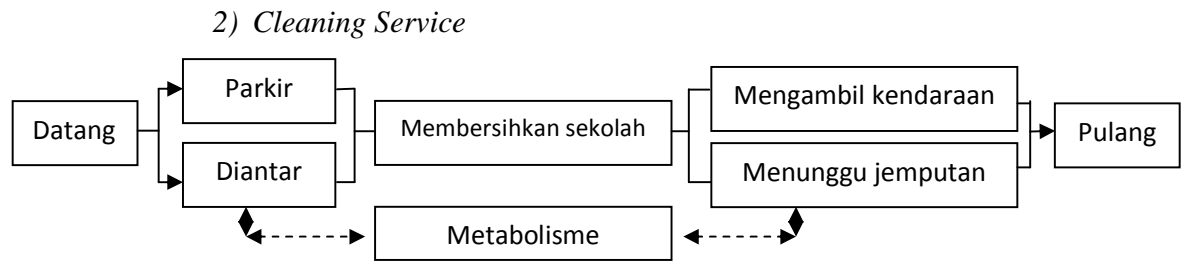 2) Cleaning Service
Datang
Parkir
Diantar
Membersihkan sekolah
Metabolisme
Mengambil kendaraan
Menunggu jemputan
Pulang